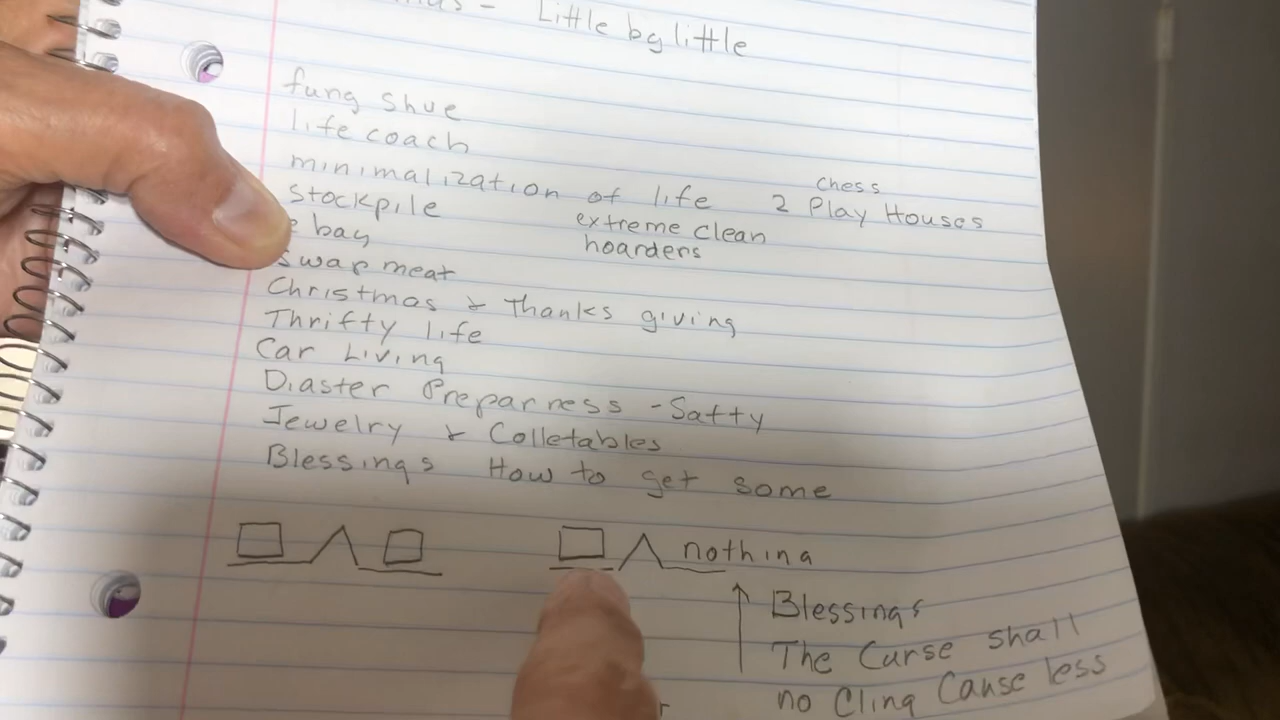 Little by little
fung shue
life coach
minimalization of life
Chess
2 Play Houses
stockpile
extreme clean
e bay
hoarders
swap meat
Christmas & Thanks giving
Thrifty life
Car Living
Diaster Preparness - Satty
Jewelry & Colletables
Blessings How to get some
nothing
Blessings
The Curse shall
no Cling Cause less